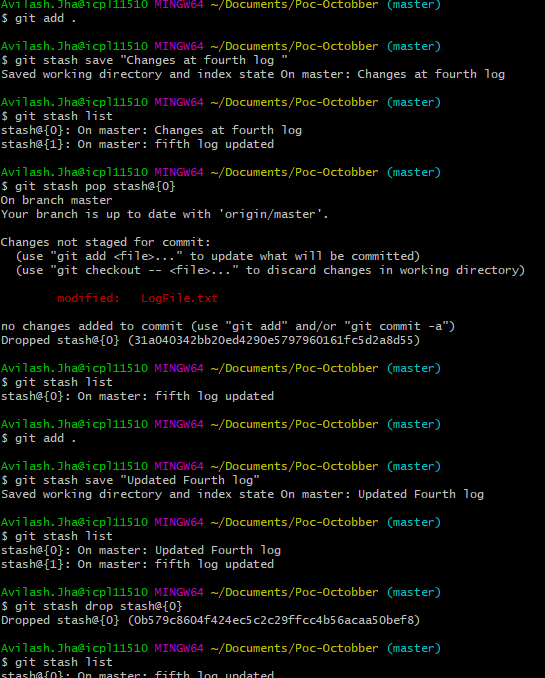 Avilash.Jha@icpl11510 MINGW64 ~/Documents/Poc-Octobber (master)
$ git add .
Avilash.Jha@icpl11510 MINGW64 ~/Documents/Poc-Octobber (master)
$ git stash save "Changes at fourth log "
Saved working directory and index state On master: Changes at fourth log
Avilash.Jha@icpl11510 MINGW64 ~/Documents/Poc-Octobber (master)
$ git stash list
stash@{0}: On master: Changes at fourth log
stash@{1}: On master: fifth log updated
Avilash.Jha@icpl11510 MINGW64 ~/Documents/Poc-Octobber (master)
$ git stash pop stash@{0}
On branch master
Your branch is up to date with 'origin/master'.
Changes not staged for commit:
(use "git add <file>..." to update what will be committed)
(use "git checkout -- <file>..." to discard changes in working directory)
modified: LogFile.txt
no changes added to commit (use "git add" and/or "git commit -a")
Dropped stash@{0} (31a040342bb20ed4290e5797960161fc5d2a8d55)
Avilash.Jha@icpl11510 MINGW64 ~/Documents/Poc-Octobber (master)
$ git stash list
stash@{0}: On master: fifth log updated
Avilash.Jha@icpl11510 MINGW64 ~/Documents/Poc-Octobber (master)
$ git add .
Avilash.Jha@icpl11510 MINGW64 ~/Documents/Poc-Octobber (master)
$ git stash save "Updated Fourth log"
Saved working directory and index state On master: Updated Fourth log
Avilash.Jha@icpl11510 MINGW64 ~/Documents/Poc-Octobber (master)
$ git stash list
stash@{0}: On master: Updated Fourth log
stash@{1}: On master: fifth log updated
Avilash.Jha@icpl11510 MINGW64 ~/Documents/Poc-Octobber (master)
$ git stash drop stash@{0}
Dropped stash@{0} (0b579c8604f424ec5c2c29ffcc4b56acaa50bef8)
Avilash.Jha@icpl11510 MINGW64 ~/Documents/Poc-Octobber (master)
$ git stash list
stash@{0}: On master: fifth log updated